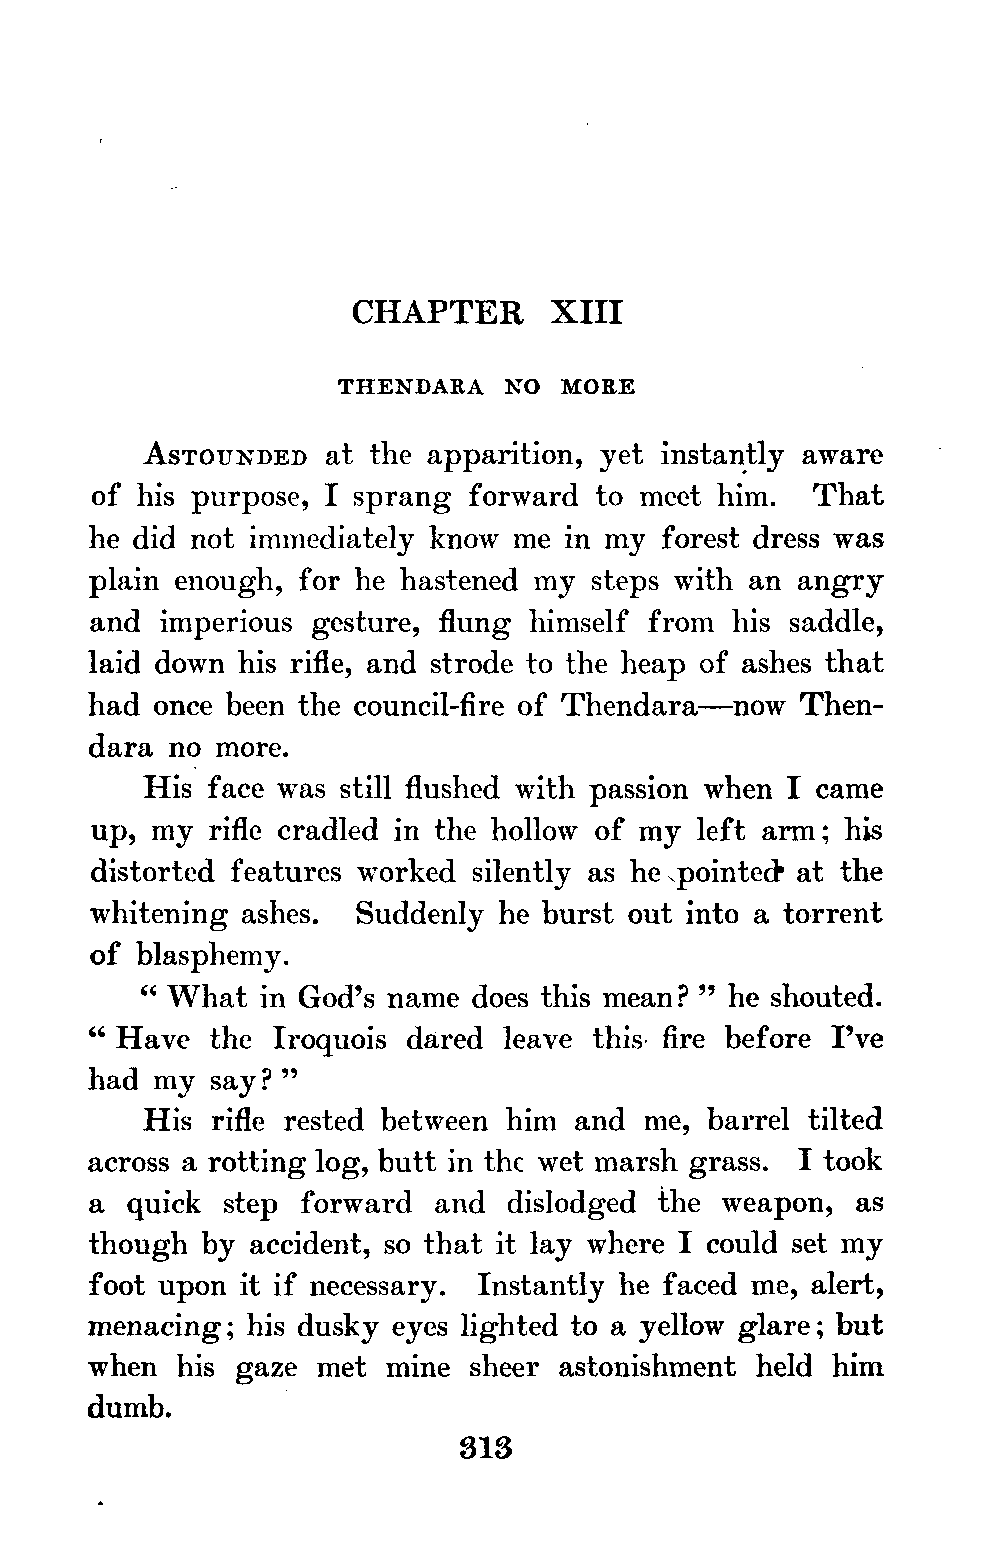 CHAPTER XIII
THENDARA NO MORE
ASTOUNDED at the apparition, yet instantly aware
of his purpose, I sprang forward to meet him. That
he did not immediately know me in my forest dress was
plain enough, for he hastened my steps with an angry
and imperious gesture, flung himself from his saddle,
laid down his rifle, and strode to the heap of ashes that
had once been the council-fire of Thendara—now Then-
dara no more.
His face was still flushed with passion when I came
up, my rifle cradled in the hollow of my left arm; his
distorted features worked silently as he pointed at the
whitening ashes. Suddenly he burst out into a torrent
of blasphemy.
“ What in God’s name does this mean? ” he shouted.
“ Have the Iroquois dared leave this fire before I’ve
had my say? ”
His rifle rested between him and me, barrel tilted
across a rotting log, butt in the wet marsh grass. I took
a quick step forward and dislodged the weapon, as
though by accident, so that it lay where I could set my
foot upon it if necessary. Instantly he faced me, alert,
menacing; his dusky eyes lighted to a yellow glare; but
when his gaze met mine sheer astonishment held him
dumb.
313